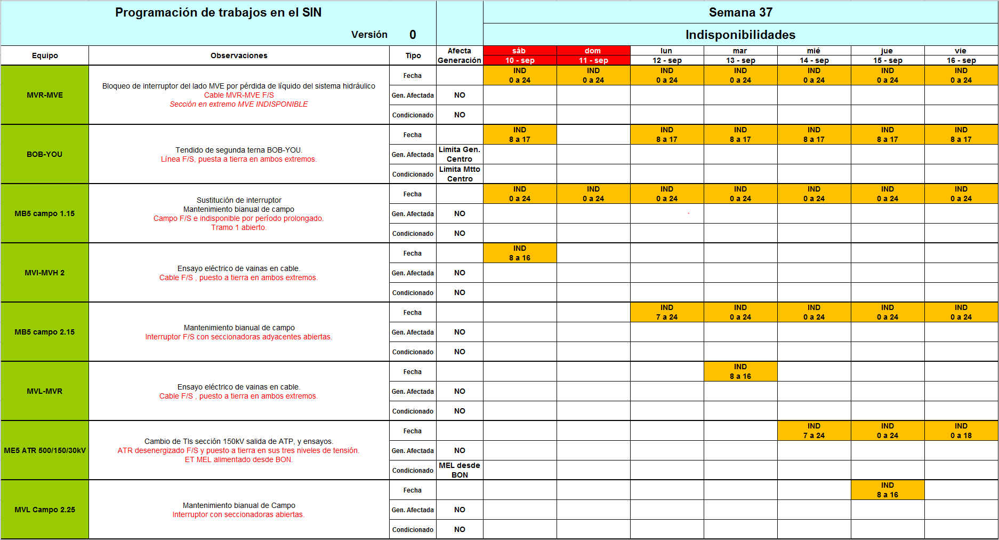 Programación de trabajos en el SIN
Semana 37
Versión 0
Indisponibilidades
Equipo Observaciones Tipo Afecta Generación sáb dom lun mar mié jue vie
10 - sep 11 - sep 12 - sep 13 - sep 14 - sep 15 - sep 16 - sep
MVR-MVE
Bloqueo de interruptor del lado MVE por pérdida de líquido del sistema hidráulico
Cable MVR-MVE F/S
Sección en extremo MVE INDISPONIBLE
Fecha
IND IND IND IND IND IND IND
0 a 24 0 a 24 0 a 24 0 a 24 0 a 24 0 a 24 0 a 24
Gen. Afectada NO
Condicionado NO
BOB-YOU
Tendido de segunda terna BOB-YOU.
Línea F/S, puesta a tierra en ambos extremos.
Fecha
IND IND IND IND IND IND
8 a 17 8 a 17 8 a 17 8 a 17 8 a 17 8 a 17
Gen. Afectada Limita Gen.
Centro
Condicionado Limita Mtto
Centro
MB5 campo 1.15
Sustitución de interruptor
Mantenimiento bianual de campo
Campo F/S e indisponible por período prolongado.
Tramo 1 abierto.
Fecha
IND IND IND IND IND IND IND
0 a 24 0 a 24 0 a 24 0 a 24 0 a 24 0 a 24 0 a 24
Gen. Afectada NO
Condicionado NO
MVI-MVH 2
Ensayo eléctrico de vainas en cable.
Cable F/S , puesto a tierra en ambos extremos.
Fecha
IND
8 a 16
Gen. Afectada NO
Condicionado NO
MB5 campo 2.15
Mantenimiento bianual de campo
Interruptor F/S con seccionadoras adyacentes abiertas.
Fecha
IND IND IND IND IND
7 a 24 0 a 24 0 a 24 0 a 24 0 a 24
Gen. Afectada NO
Condicionado NO
MVL-MVR
Ensayo eléctrico de vainas en cable.
Cable F/S , puesto a tierra en ambos extremos.
Fecha
IND
8 a 16
Gen. Afectada NO
Condicionado NO
ME5 ATR 500/150/30kV
Cambio de TIs sección 150kV salida de ATP, y ensayos.
ATR desenergizado F/S y puesto a tierra en sus tres niveles de tensión.
ET MEL alimentado desde BON.
Fecha
IND IND IND
7 a 24 0 a 24 0 a 18
Gen. Afectada NO
Condicionado MEL desde
BON
MVL Campo 2.25
Mantenimiento bianual de Campo
Interruptor con seccionadoras abiertas.
Fecha
IND
8 a 16
Gen. Afectada NO
Condicionado NO